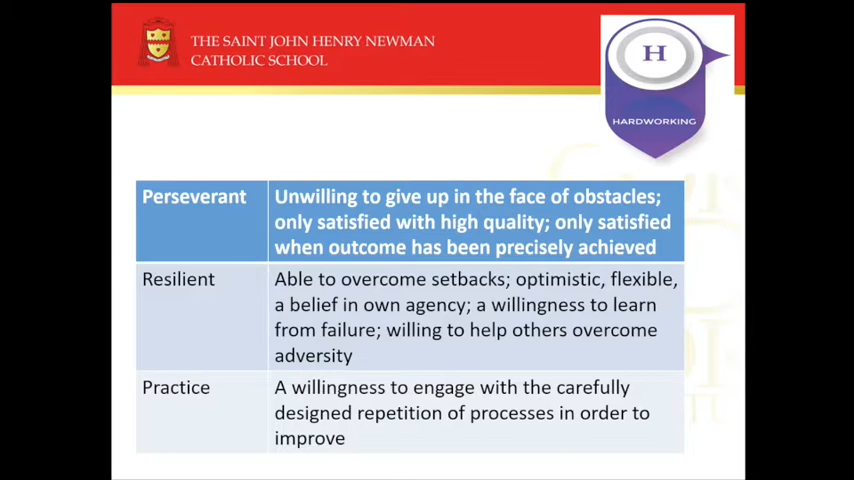 THE SAINT JOHN HENRY NEWMAN
CATHOLIC SCHOOL
H
HARDWORKING
Perseverant
Unwilling to give up in the face of obstacles;
only satisfied with high quality; only satisfied
when outcome has been precisely achieved
Resilient
Able to overcome setbacks; optimistic, flexible,
a belief in own agency; a willingness to learn
from failure; willing to help others overcome
adversity
Practice
A willingness to engage with the carefully
designed repetition of processes in order to
improve